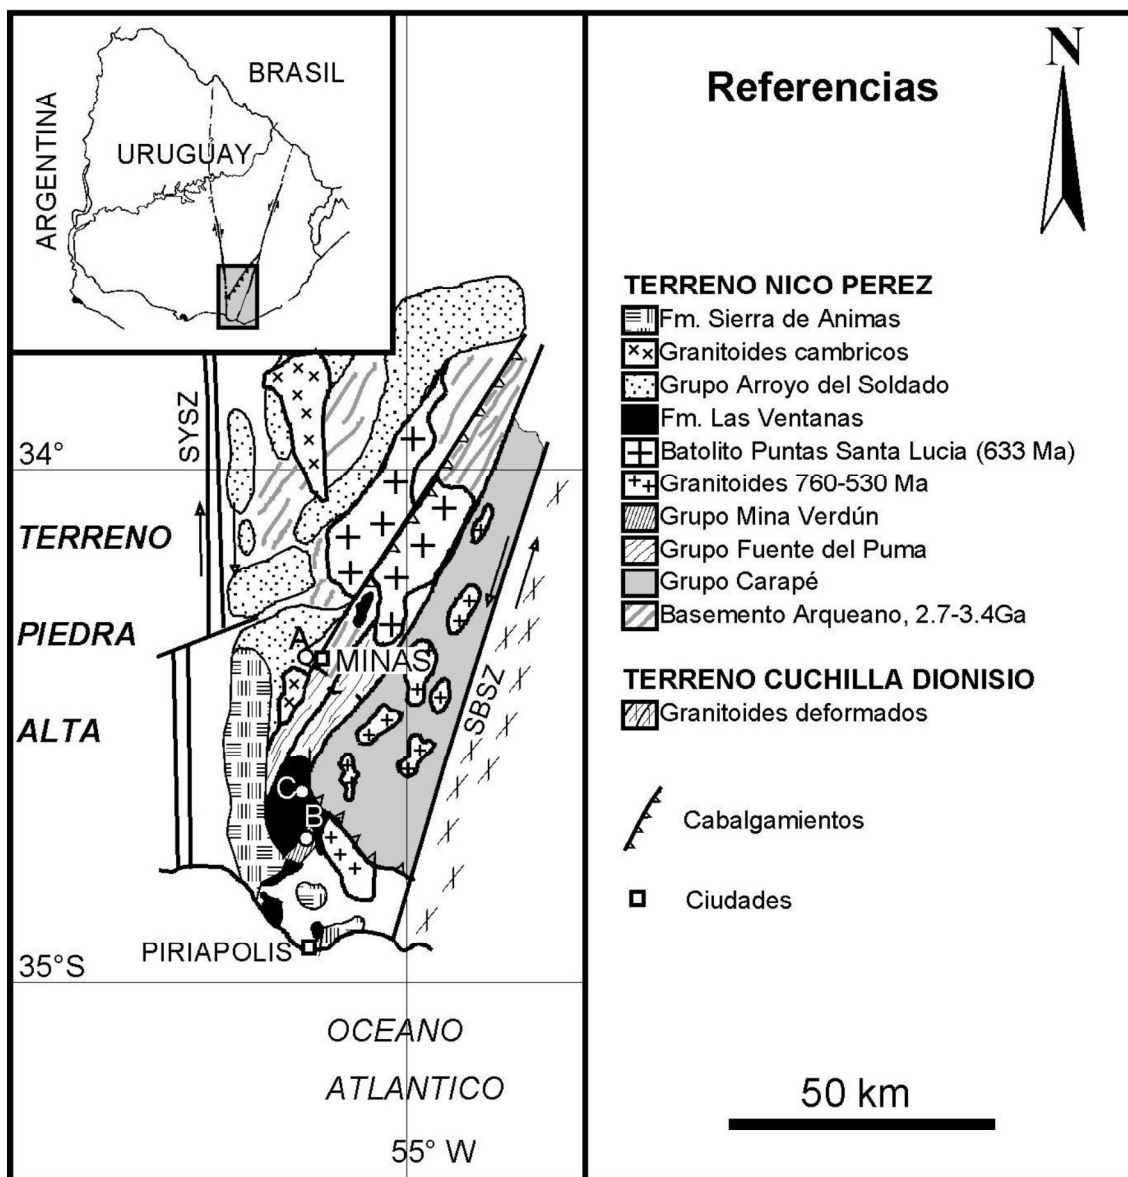 BRASIL
ARGENTINA
URUGUAY
SYSZ
34°
TERRENO
PIEDRA
ALTA
A
MINAS
SBSZ
C
B
PIRIAPOLIS
35°S
OCEANO
ATLANTICO
55° W
Referencias
N
TERRENO NICO PEREZ
Fm. Sierra de Animas
Granitoides cambricos
Grupo Arroyo del Soldado
Fm. Las Ventanas
Batolito Puntas Santa Lucia (633 Ma)
Granitoides 760-530 Ma
Grupo Mina Verdún
Grupo Fuente del Puma
Grupo Carapé
Basemento Arqueano, 2.7-3.4Ga
TERRENO CUCHILLA DIONISIO
Granitoides deformados
Cabalgamientos
Ciudades
50 km